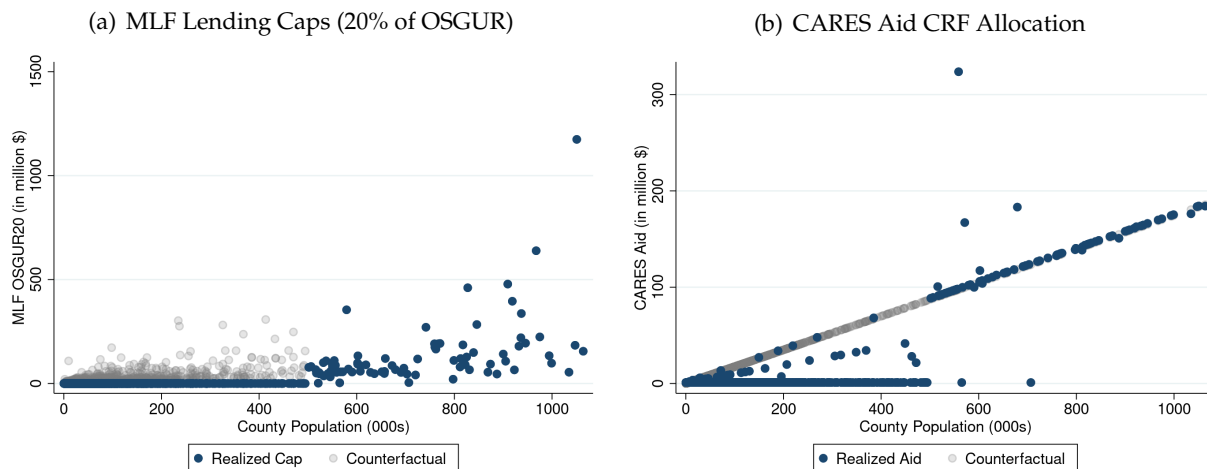 (a) MLF Lending Caps (20% of OSGUR)
MLF OSGUR20 (in million $)
1500
1000
500
0
0 200 400 600 800 1000
County Population (000s)
Realized Cap Counterfactual
(b) CARES Aid CRF Allocation
CARES Aid (in million $)
300
200
100
0
0 200 400 600 800 1000
County Population (000s)
Realized Aid Counterfactual